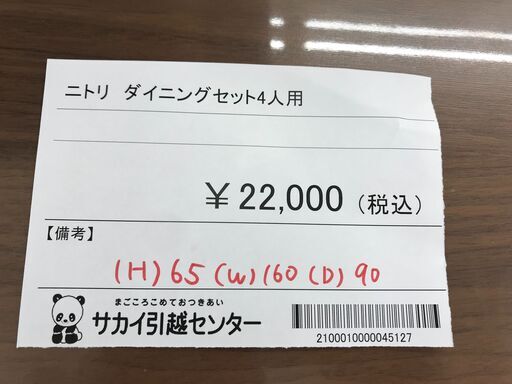 ニトリ ダイニングセット4人用
￥22,000（税込）
【備考】
(H)65(W)160(D)90
まごころこめておつきあい
サカイ引越センター
2100010000045127